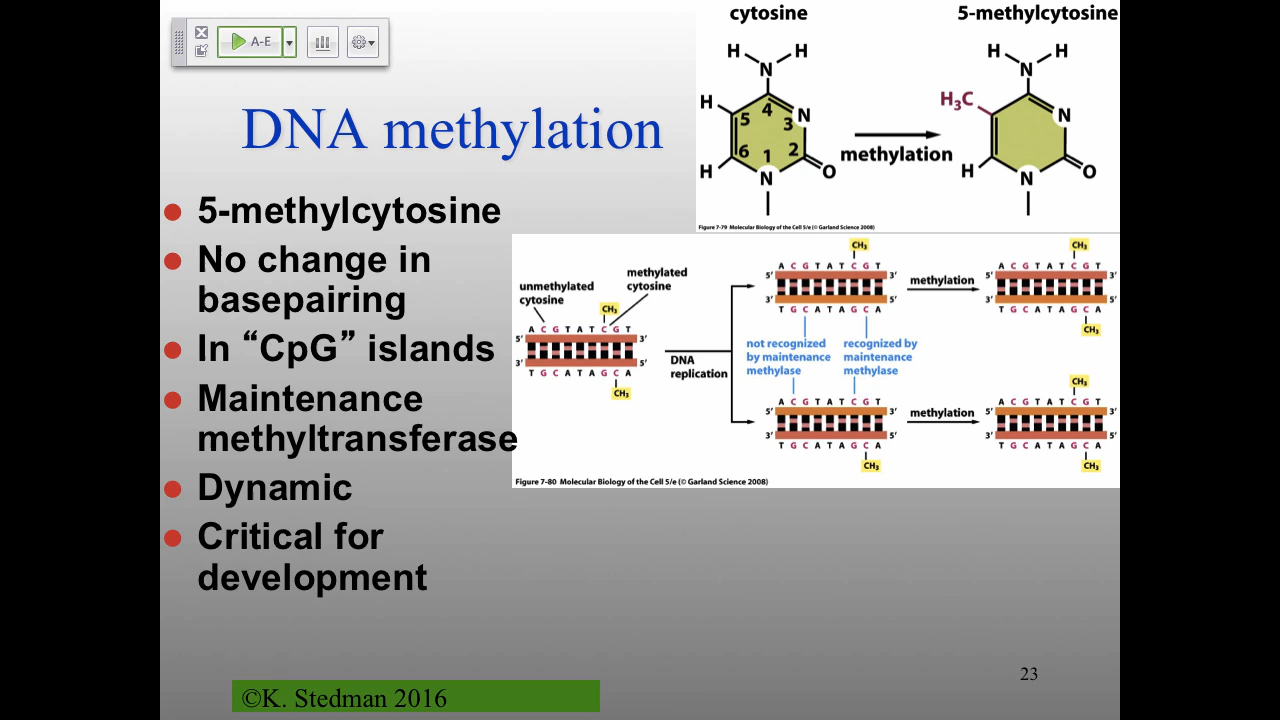 A-E
DNA methylation
5-methylcytosine
No change in
basepairing
In “CpG” islands
Maintenance
methyltransferase
Dynamic
Critical for
development
cytosine
5-methylcytosine
H H
N
H
4
5
N
3
6
1
2
H
N
O
methylation
H H
N
H₃C
N
H
N
O
Figure 7-79 Molecular Biology of the Cell 5/e (© Garland Science 2008)
unmethylated
cytosine
methylated
cytosine
CH₃
A C G T A T C G T
5′ 3′
3′ 5′
T G C A T A G C A
CH₃
DNA
replication
CH₃
A C G T A T C G T
5′ 3′
3′ 5′
T G C A T A G C A
methylation
CH₃
A C G T A T C G T
5′ 3′
3′ 5′
T G C A T A G C A
CH₃
not recognized
by maintenance
methylase
recognized by
maintenance
methylase
A C G T A T C G T
5′ 3′
3′ 5′
T G C A T A G C A
CH₃
methylation
CH₃
A C G T A T C G T
5′ 3′
3′ 5′
T G C A T A G C A
CH₃
Figure 7-80 Molecular Biology of the Cell 5/e (© Garland Science 2008)
23
©K. Stedman 2016